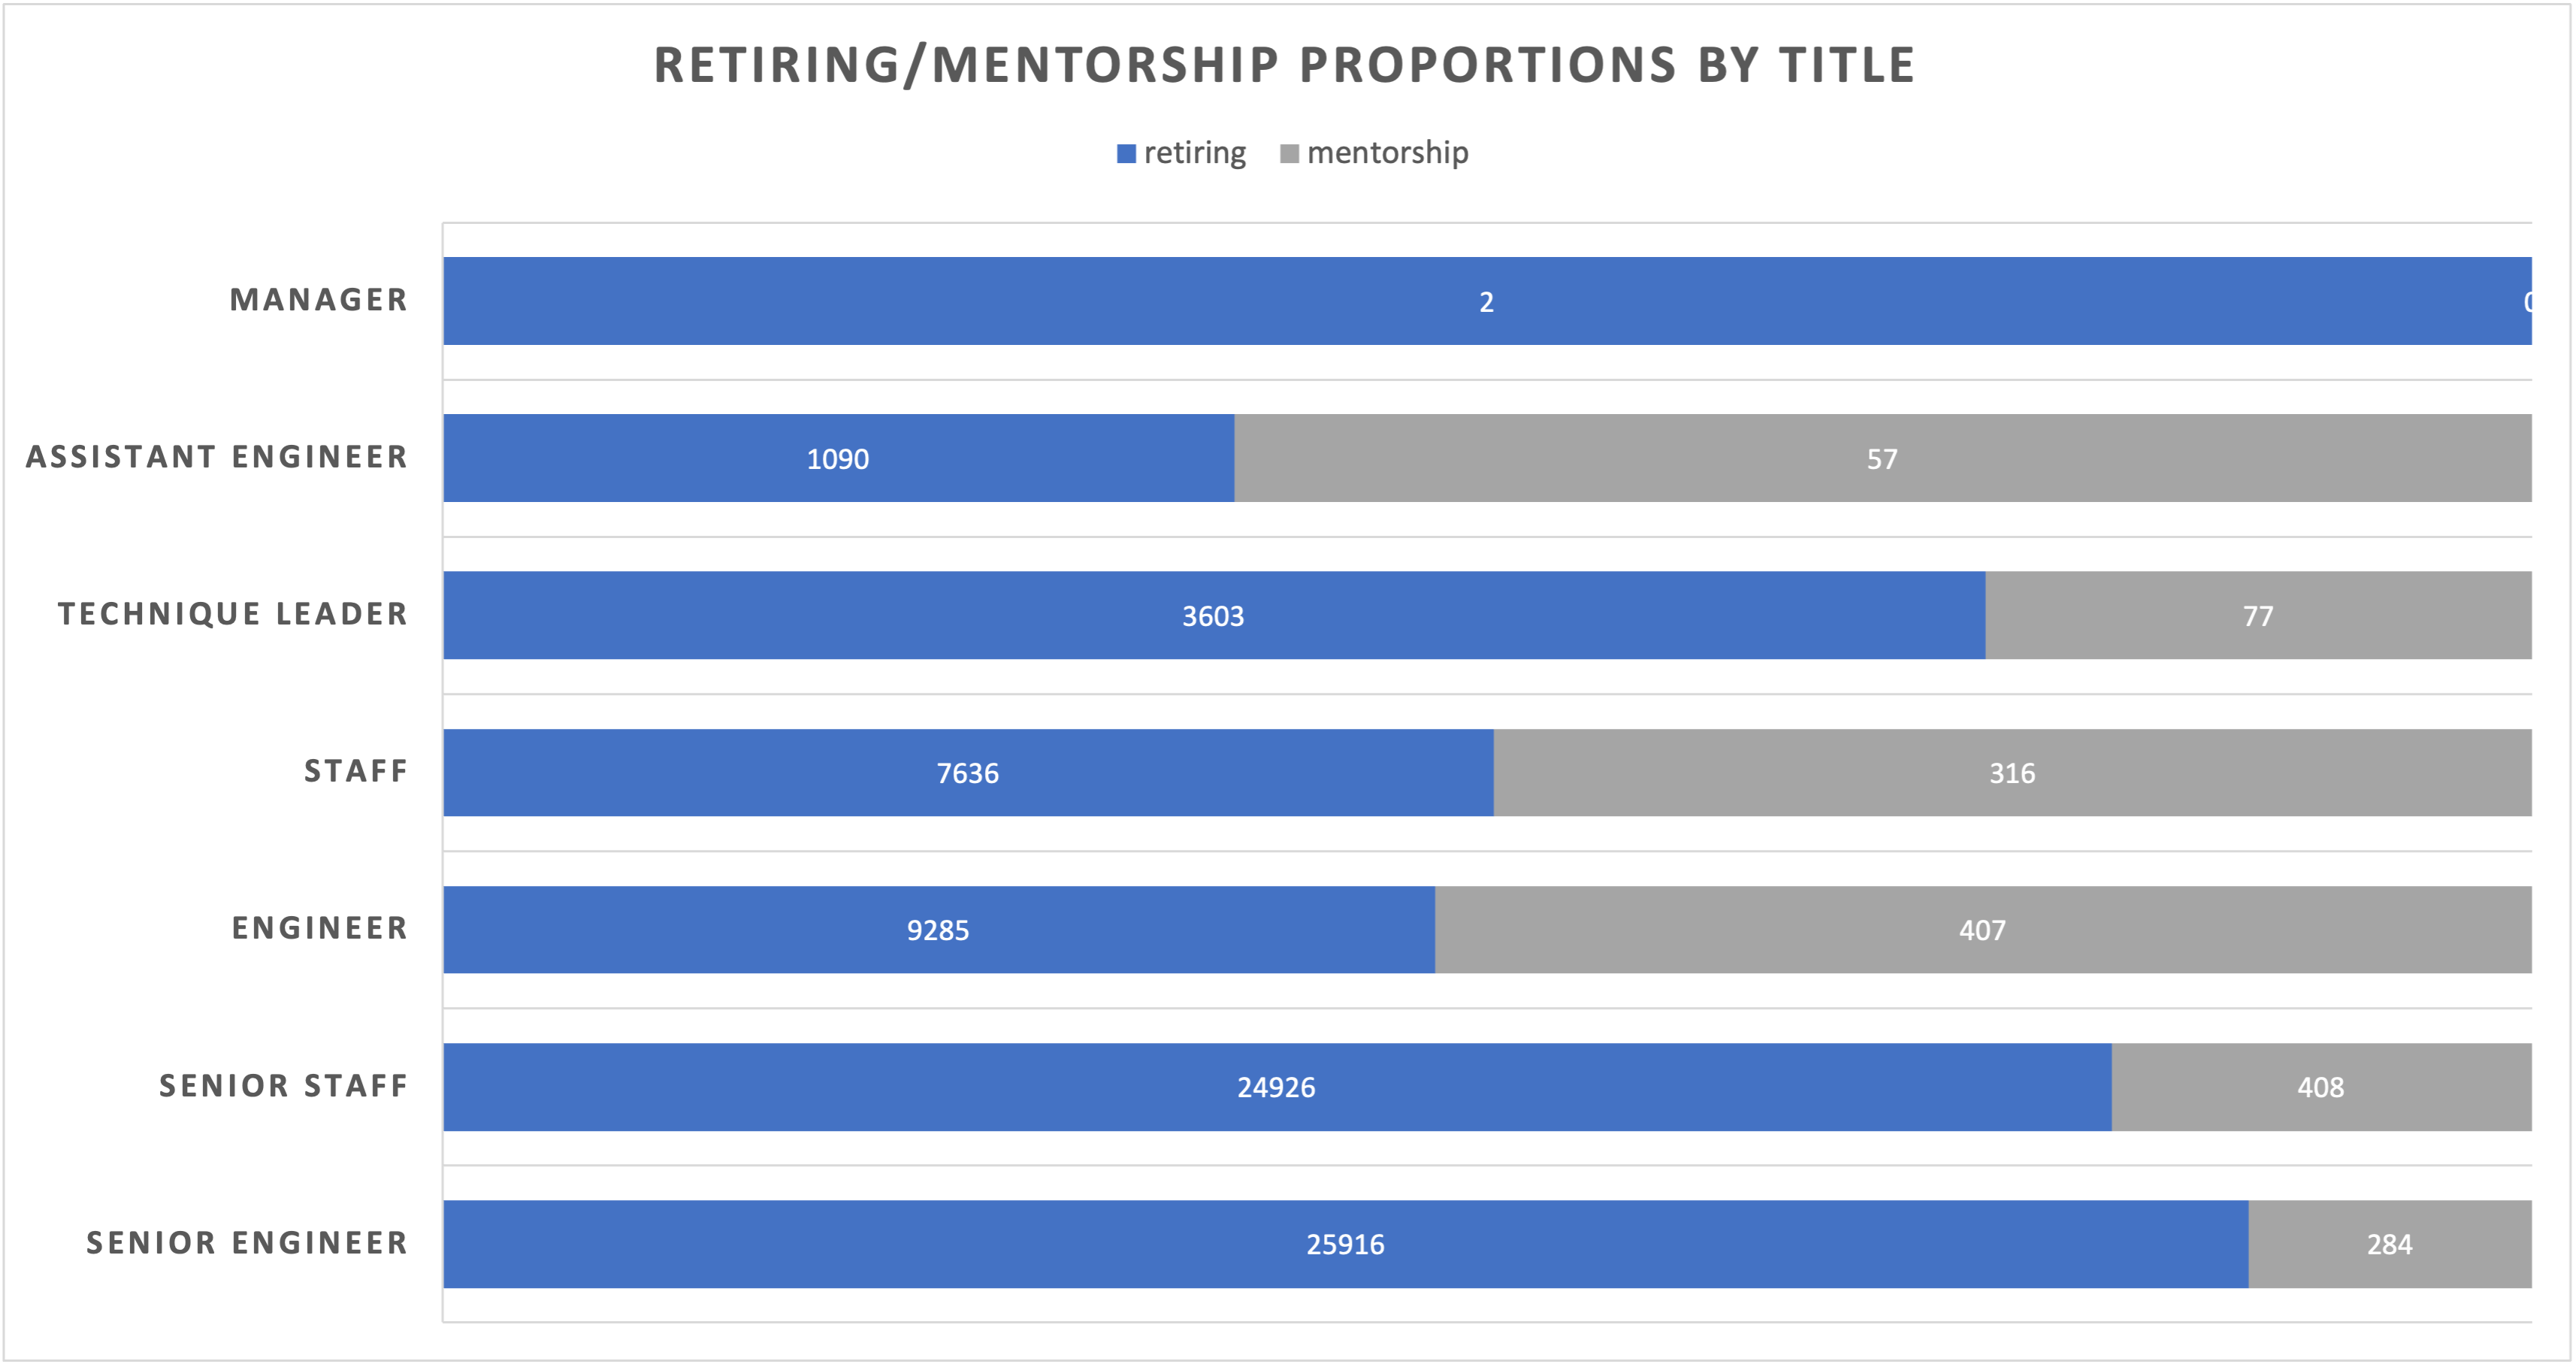 RETIRING/MENTORSHIP PROPORTIONS BY TITLE
retiring mentorship
MANAGER 2 0
ASSISTANT ENGINEER 1090 57
TECHNIQUE LEADER 3603 77
STAFF 7636 316
ENGINEER 9285 407
SENIOR STAFF 24926 408
SENIOR ENGINEER 25916 284